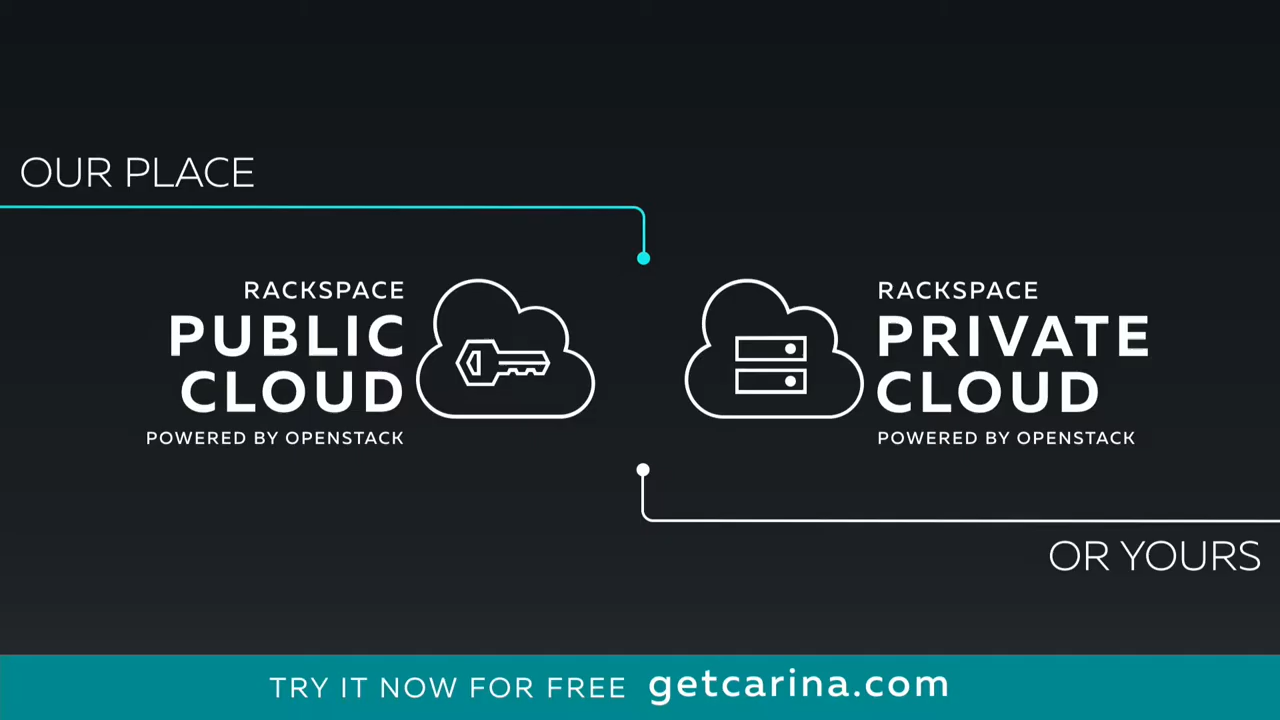 OUR PLACE
RACKSPACE
PUBLIC
CLOUD
POWERED BY OPENSTACK
RACKSPACE
PRIVATE
CLOUD
POWERED BY OPENSTACK
OR YOURS
TRY IT NOW FOR FREE getcarina.com